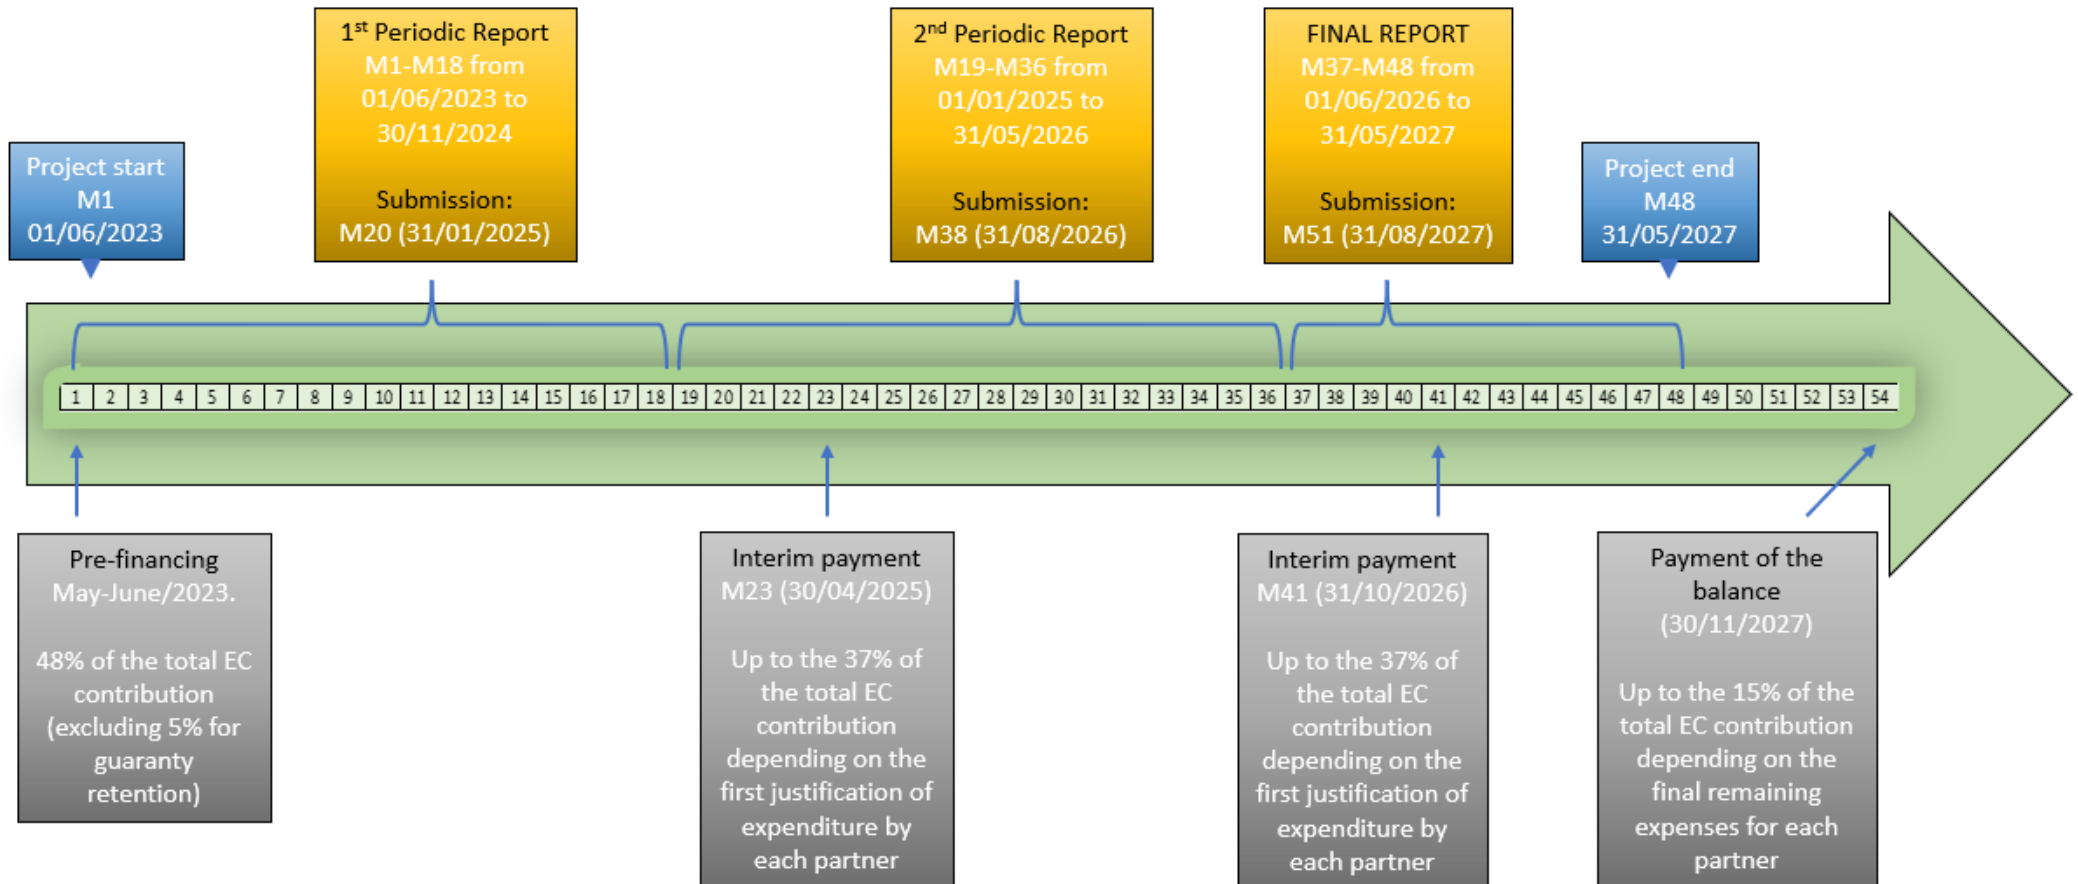 1st Periodic Report
M1-M18 from
01/06/2023 to
30/11/2024
Submission:
M20 (31/01/2025)
2nd Periodic Report
M19-M36 from
01/01/2025 to
31/05/2026
Submission:
M38 (31/08/2026)
FINAL REPORT
M37-M48 from
01/06/2026 to
31/05/2027
Submission:
M51 (31/08/2027)
Project start
M1
01/06/2023
Project end
M48
31/05/2027
1 2 3 4 5 6 7 8 9 10 11 12 13 14 15 16 17 18 19 20 21 22 23 24 25 26 27 28 29 30 31 32 33 34 35 36 37 38 39 40 41 42 43 44 45 46 47 48 49 50 51 52 53 54
Pre-financing
May-June/2023.
48% of the total EC
contribution
(excluding 5% for
guaranty
retention)
Interim payment
M23 (30/04/2025)
Up to the 37% of
the total EC
contribution
depending on the
first justification of
expenditure by
each partner
Interim payment
M41 (31/10/2026)
Up to the 37% of
the total EC
contribution
depending on the
first justification of
expenditure by
each partner
Payment of the
balance
(30/11/2027)
Up to the 15% of the
total EC contribution
depending on the
final remaining
expenses for each
partner